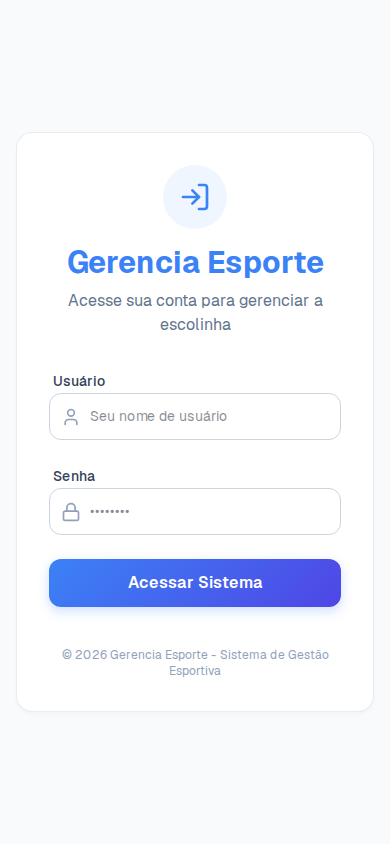 Gerencia Esporte
Acesse sua conta para gerenciar a
escolinha
Usuário
Seu nome de usuário
Senha
••••••••
Acessar Sistema
© 2026 Gerencia Esporte - Sistema de Gestão
Esportiva